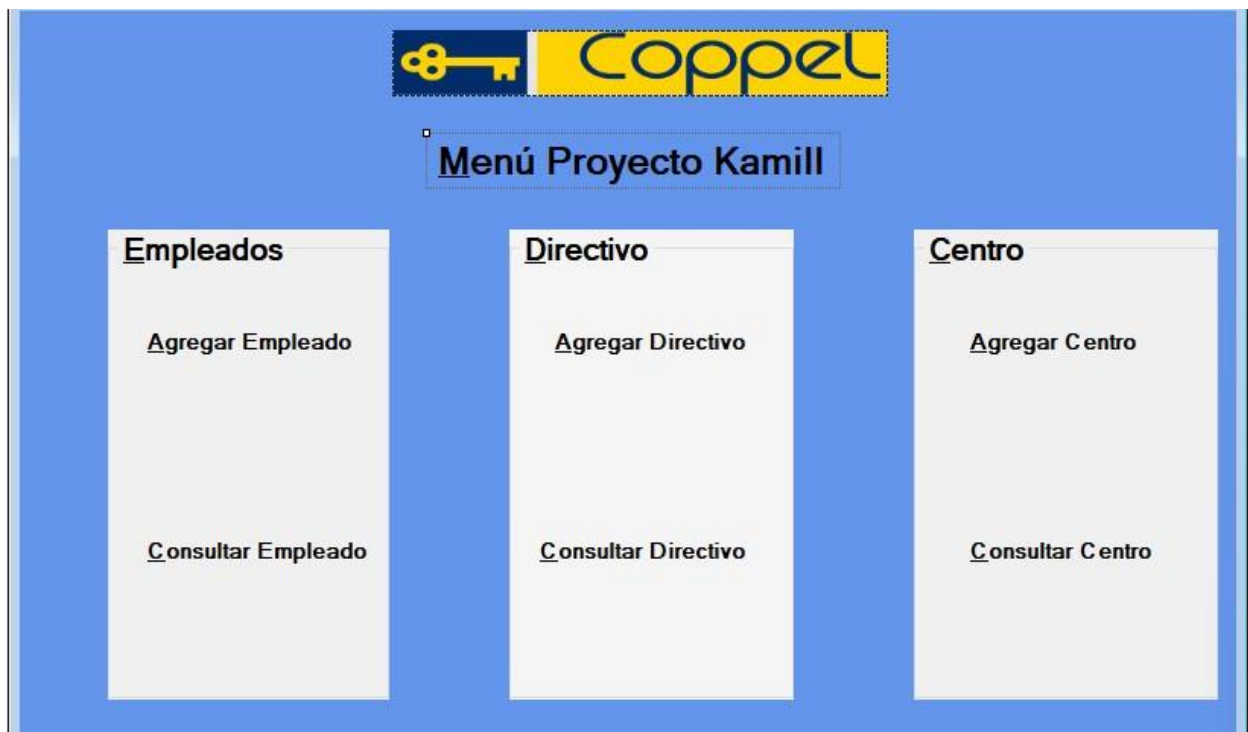 Coppel
Menú Proyecto Kamill
Empleados
Agregar Empleado
Consultar Empleado
Directivo
Agregar Directivo
Consultar Directivo
Centro
Agregar Centro
Consultar Centro